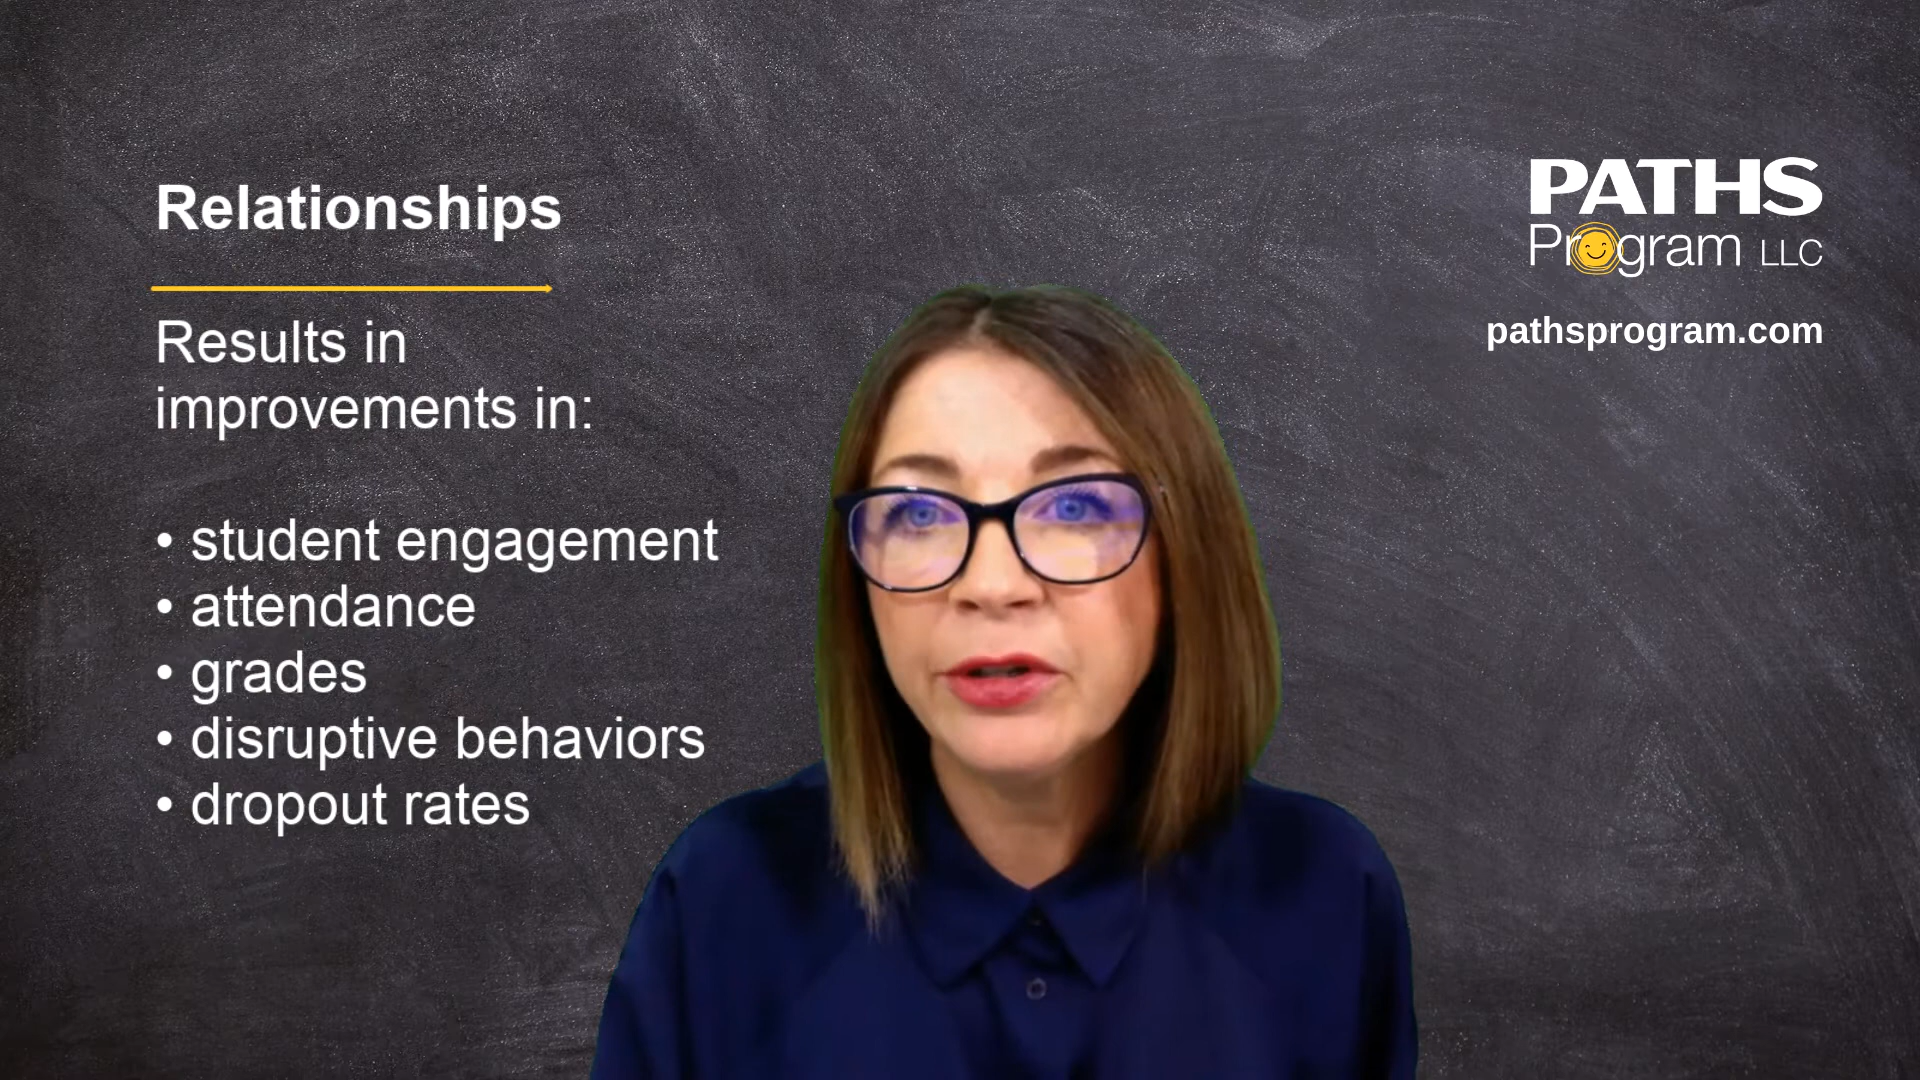 Relationships
Results in
improvements in:
• student engagement
• attendance
• grades
• disruptive behaviors
• dropout rates
PATHS
Program LLC
pathsprogram.com